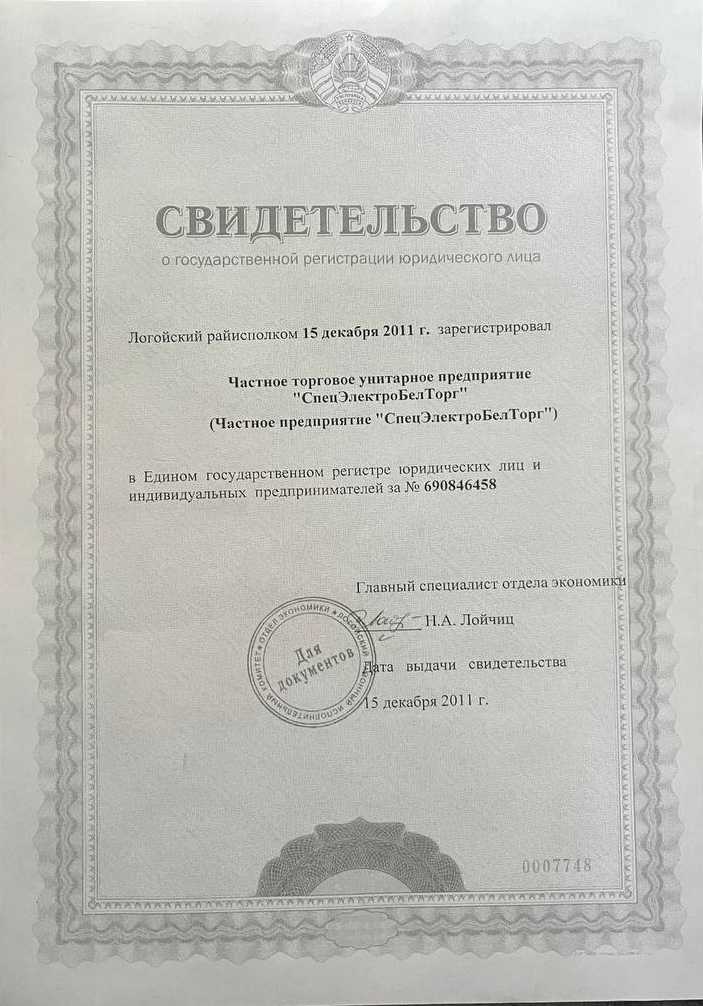 СВИДЕТЕЛЬСТВО
о государственной регистрации юридического лица
Логойский райисполком 15 декабря 2011 г. зарегистрировал
Частное торговое унитарное предприятие
"СпецЭлектроБелТорг"
(Частное предприятие "СпецЭлектроБелТорг")
в Едином государственном регистре юридических лиц и
индивидуальных предпринимателей за № 690846458
Главный специалист отдела экономики
Н.А. Лойчиц
ОТДЕЛ ЭКОНОМИКИ ★ ЛОГОЙСКИЙ РАЙОННЫЙ ИСПОЛНИТЕЛЬНЫЙ КОМИТЕТ ★
Для
документов
Дата выдачи свидетельства
15 декабря 2011 г.
0007748